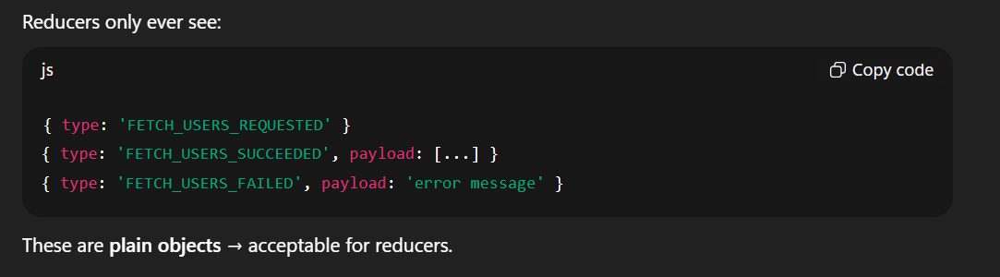 Reducers only ever see:
js
Copy code
{ type: 'FETCH_USERS_REQUESTED' }
{ type: 'FETCH_USERS_SUCCEEDED', payload: [...] }
{ type: 'FETCH_USERS_FAILED', payload: 'error message' }
These are plain objects → acceptable for reducers.